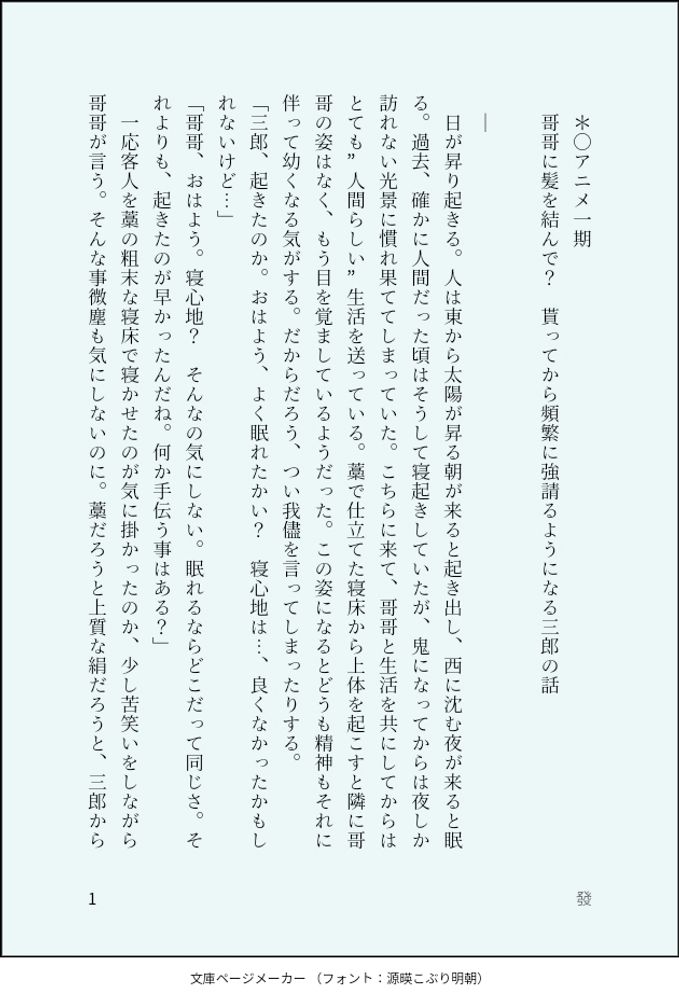 ＊○アニメ一期
哥哥に髪を結んで？　貰ってから頻繁に強請るようになる三郎の話
―
　日が昇り起きる。人は東から太陽が昇る朝が来ると起き出し、西に沈む夜が来ると眠
る。過去、確かに人間だった頃はそうして寝起きしていたが、鬼になってからは夜しか
訪れない光景に慣れ果ててしまっていた。こちらに来て、哥哥と生活を共にしてからは
とても”人間らしい”生活を送っている。藁で仕立てた寝床から上体を起こすと隣に哥
哥の姿はなく、もう目を覚ましているようだった。この姿になるとどうも精神もそれに
伴って幼くなる気がする。だからだろう、つい我儘を言ってしまったりする。
「三郎、起きたのか。おはよう、よく眠れたかい？　寝心地は…、良くなかったかもし
れないけど…」
「哥哥、おはよう。寝心地？　そんなの気にしない。眠れるならどこだって同じさ。そ
れよりも、起きたのが早かったんだね。何か手伝う事はある？」
　一応客人を藁の粗末な寝床で寝かせたのが気に掛かったのか、少し苦笑いをしながら
哥哥が言う。そんな事微塵も気にしないのに。藁だろうと上質な絹だろうと、三郎から
發
1
文庫ページメーカー （フォント：源暎こぶり明朝）